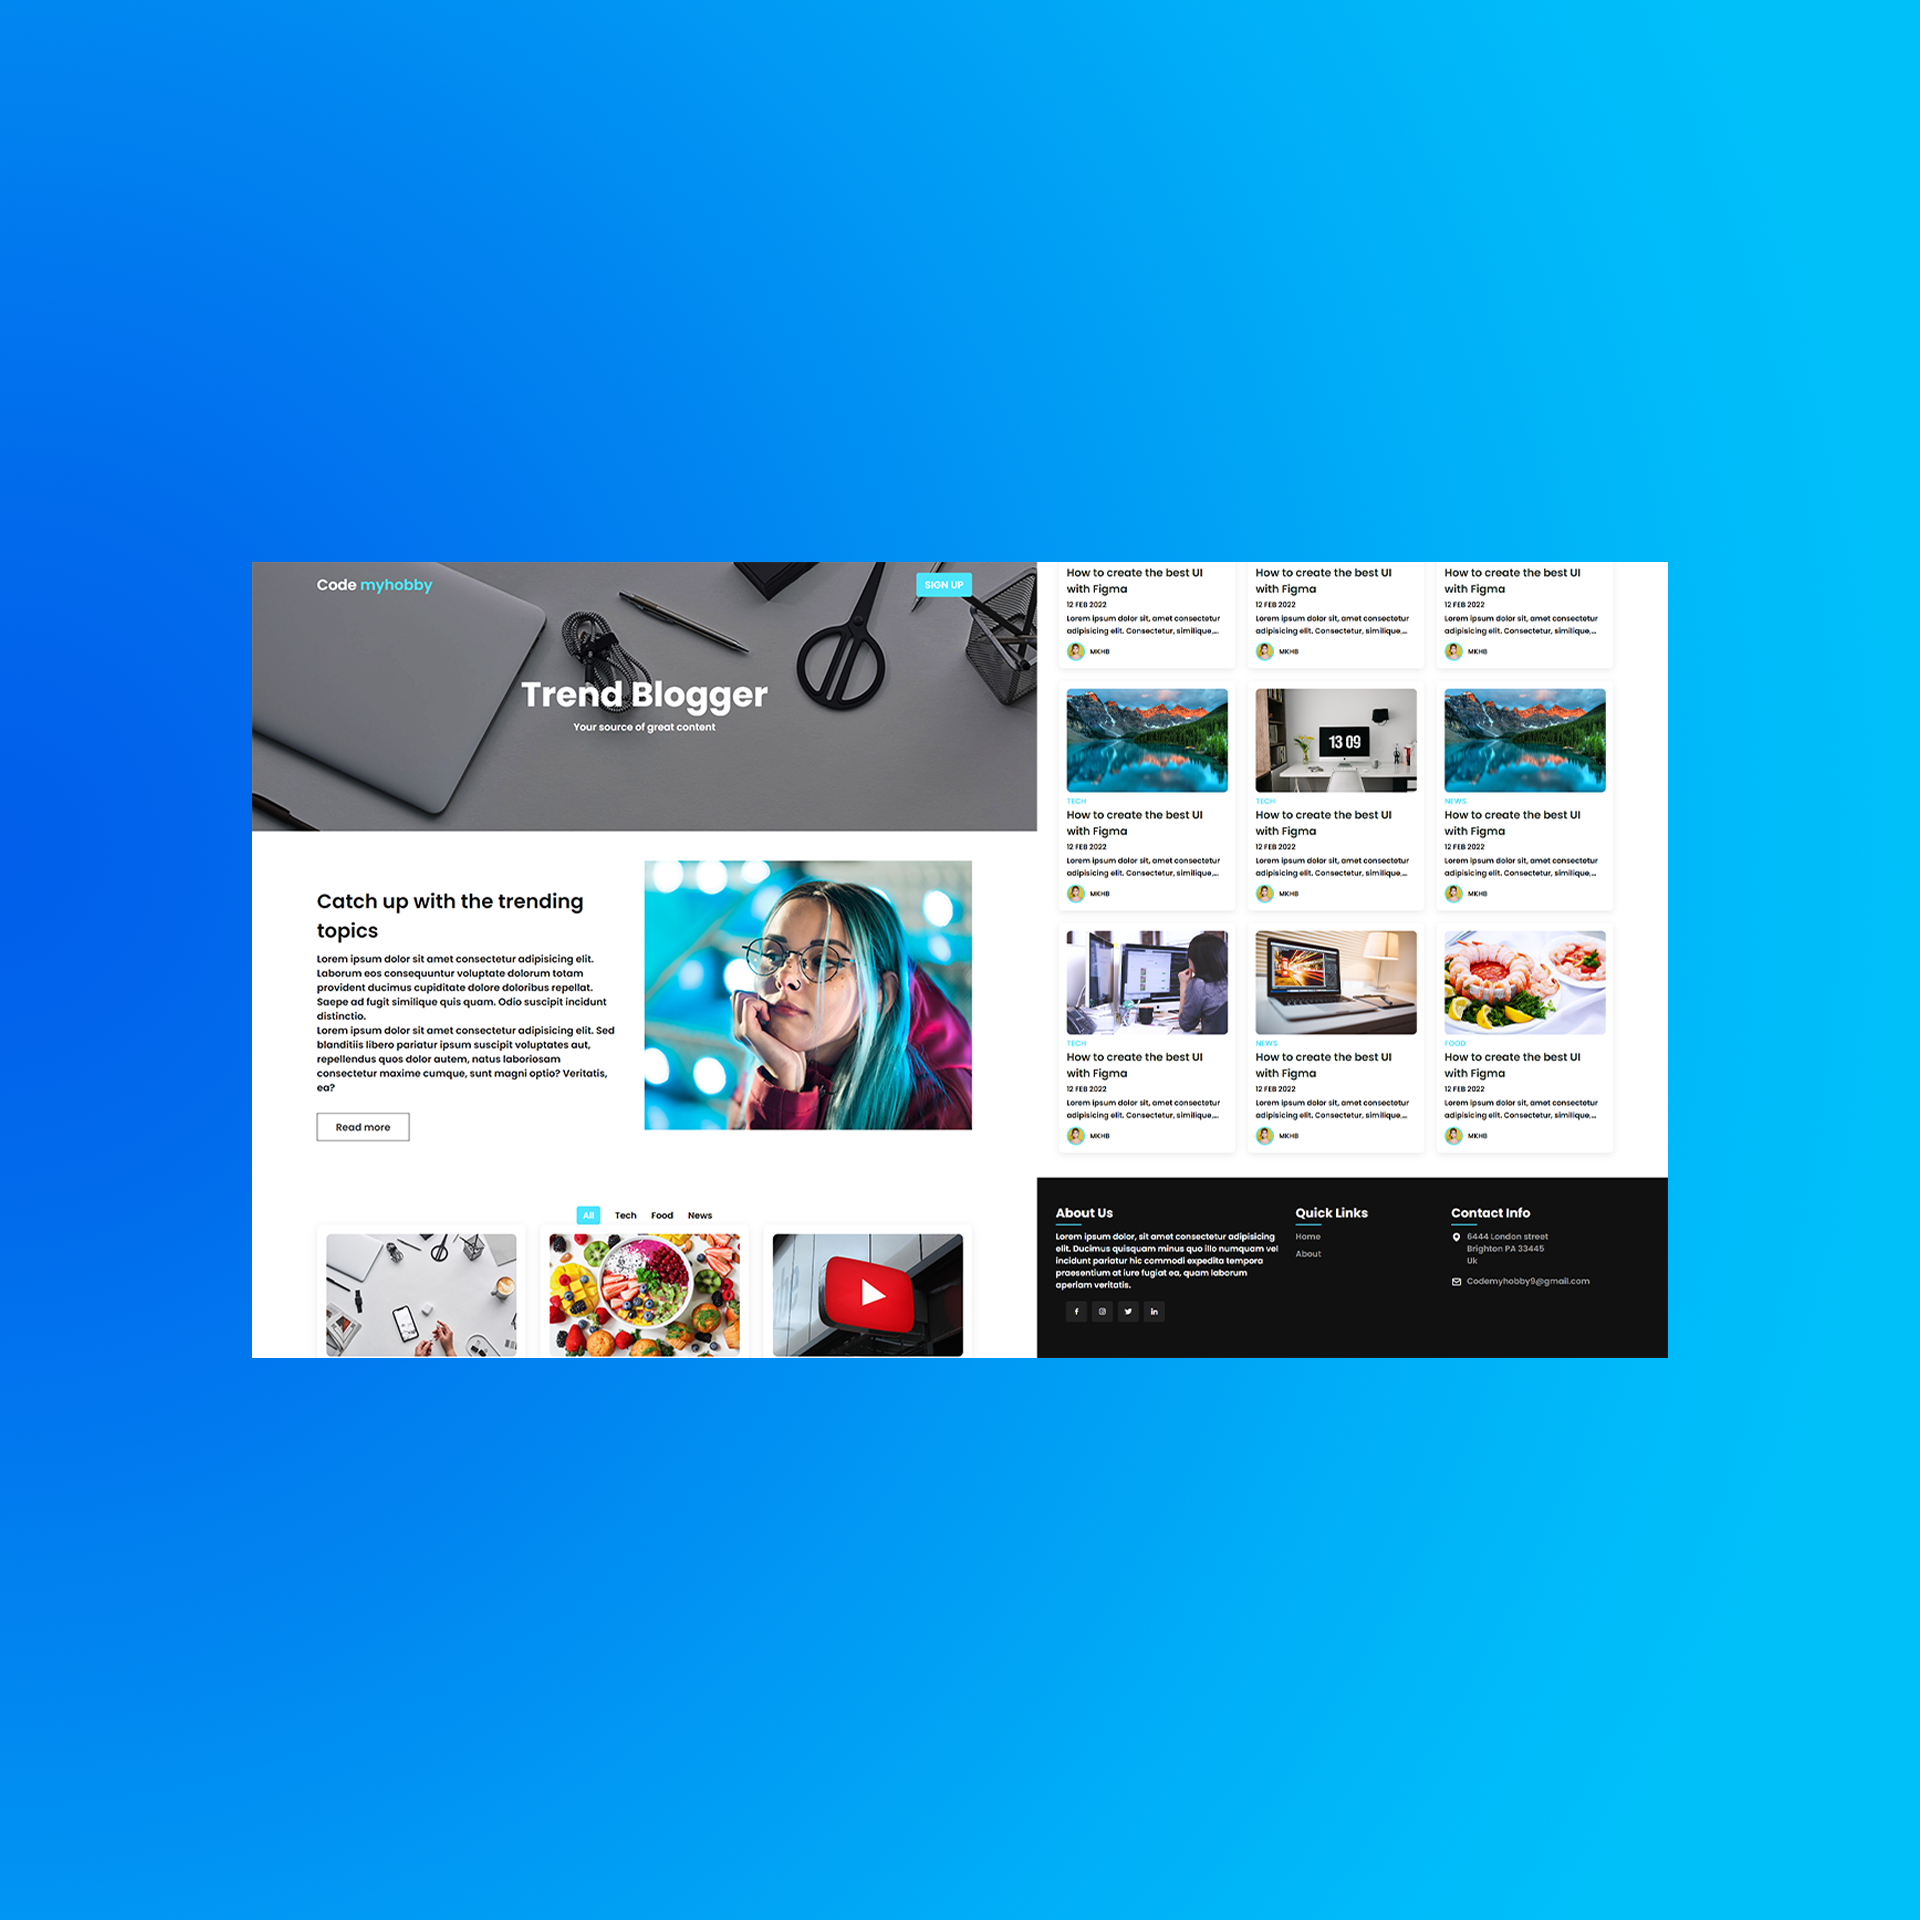 Code myhobby
SIGN UP
Trend Blogger
Your source of great content
Catch up with the trending
topics
Lorem ipsum dolor sit amet consectetur adipisicing elit.
Laborum eos consequuntur voluptate dolorum totam
provident ducimus cupiditate dolore doloribus repellat.
Saepe ad fugit similique quis quam. Odio suscipit incidunt
distinctio.
Lorem ipsum dolor sit amet consectetur adipisicing elit. Sed
blanditiis libero pariatur ipsum suscipit voluptates aut,
repellendus quos dolor autem, natus laboriosam
consectetur maxime cumque, sunt magni optio? Veritatis,
ea?
Read more
All Tech Food News
How to create the best UI
with Figma
12 FEB 2022
Lorem ipsum dolor sit, amet consectetur
adipisicing elit. Consectetur, similique,...
MKHB
How to create the best UI
with Figma
12 FEB 2022
Lorem ipsum dolor sit, amet consectetur
adipisicing elit. Consectetur, similique,...
MKHB
How to create the best UI
with Figma
12 FEB 2022
Lorem ipsum dolor sit, amet consectetur
adipisicing elit. Consectetur, similique,...
MKHB
TECH
How to create the best UI
with Figma
12 FEB 2022
Lorem ipsum dolor sit, amet consectetur
adipisicing elit. Consectetur, similique,...
MKHB
13 09
TECH
How to create the best UI
with Figma
12 FEB 2022
Lorem ipsum dolor sit, amet consectetur
adipisicing elit. Consectetur, similique,...
MKHB
NEWS
How to create the best UI
with Figma
12 FEB 2022
Lorem ipsum dolor sit, amet consectetur
adipisicing elit. Consectetur, similique,...
MKHB
TECH
How to create the best UI
with Figma
12 FEB 2022
Lorem ipsum dolor sit, amet consectetur
adipisicing elit. Consectetur, similique,...
MKHB
NEWS
How to create the best UI
with Figma
12 FEB 2022
Lorem ipsum dolor sit, amet consectetur
adipisicing elit. Consectetur, similique,...
MKHB
FOOD
How to create the best UI
with Figma
12 FEB 2022
Lorem ipsum dolor sit, amet consectetur
adipisicing elit. Consectetur, similique,...
MKHB
About Us
Lorem ipsum dolor, sit amet consectetur adipisicing
elit. Ducimus quisquam minus quo illo numquam vel
incidunt pariatur hic commodi expedita tempora
praesentium at iure fugiat ea, quam laborum
aperiam veritatis.
Quick Links
Home
About
Contact Info
6444 London street
Brighton PA 33445
Uk
Codemyhobby9@gmail.com